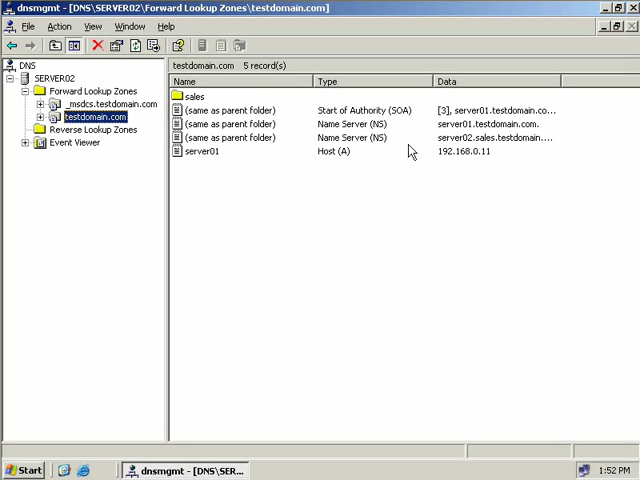 dnsmgmt - [DNS\SERVER02\Forward Lookup Zones\testdomain.com]
File Action View Window Help
DNS
SERVER02
Forward Lookup Zones
_msdcs.testdomain.com
testdomain.com
Reverse Lookup Zones
Event Viewer
testdomain.com 5 record(s)
Name Type Data
sales
(same as parent folder) Start of Authority (SOA) [3], server01.testdomain.co...
(same as parent folder) Name Server (NS) server01.testdomain.com.
(same as parent folder) Name Server (NS) server02.sales.testdomain....
server01 Host (A) 192.168.0.11
Start dnsmgmt - [DNS\SER... 1:52 PM